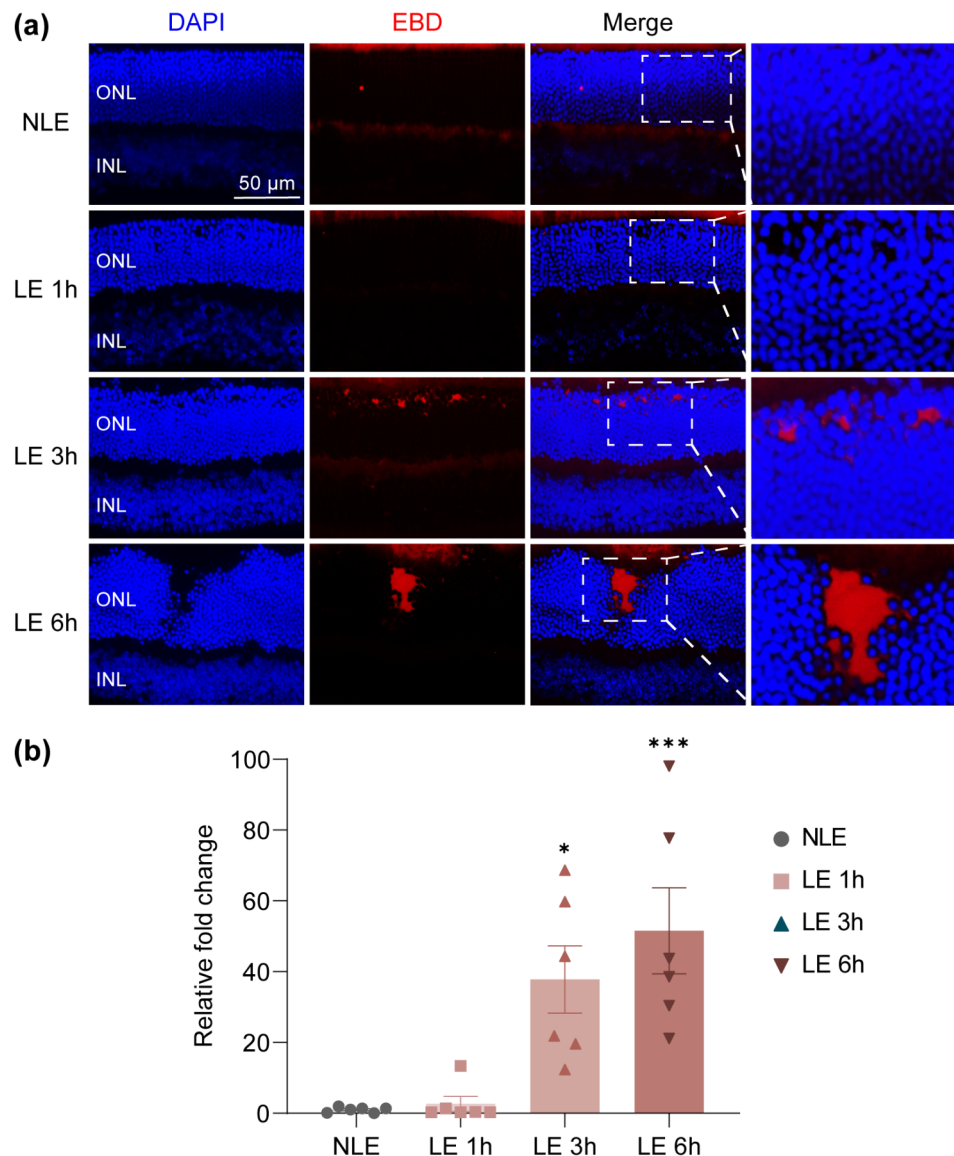 (a)
DAPI EBD Merge
NLE
ONL
INL
50 µm
LE 1h
ONL
INL
LE 3h
ONL
INL
LE 6h
ONL
INL
(b)
Relative fold change
100
80
60
40
20
0
*
***
NLE LE 1h LE 3h LE 6h
NLE
LE 1h
LE 3h
LE 6h